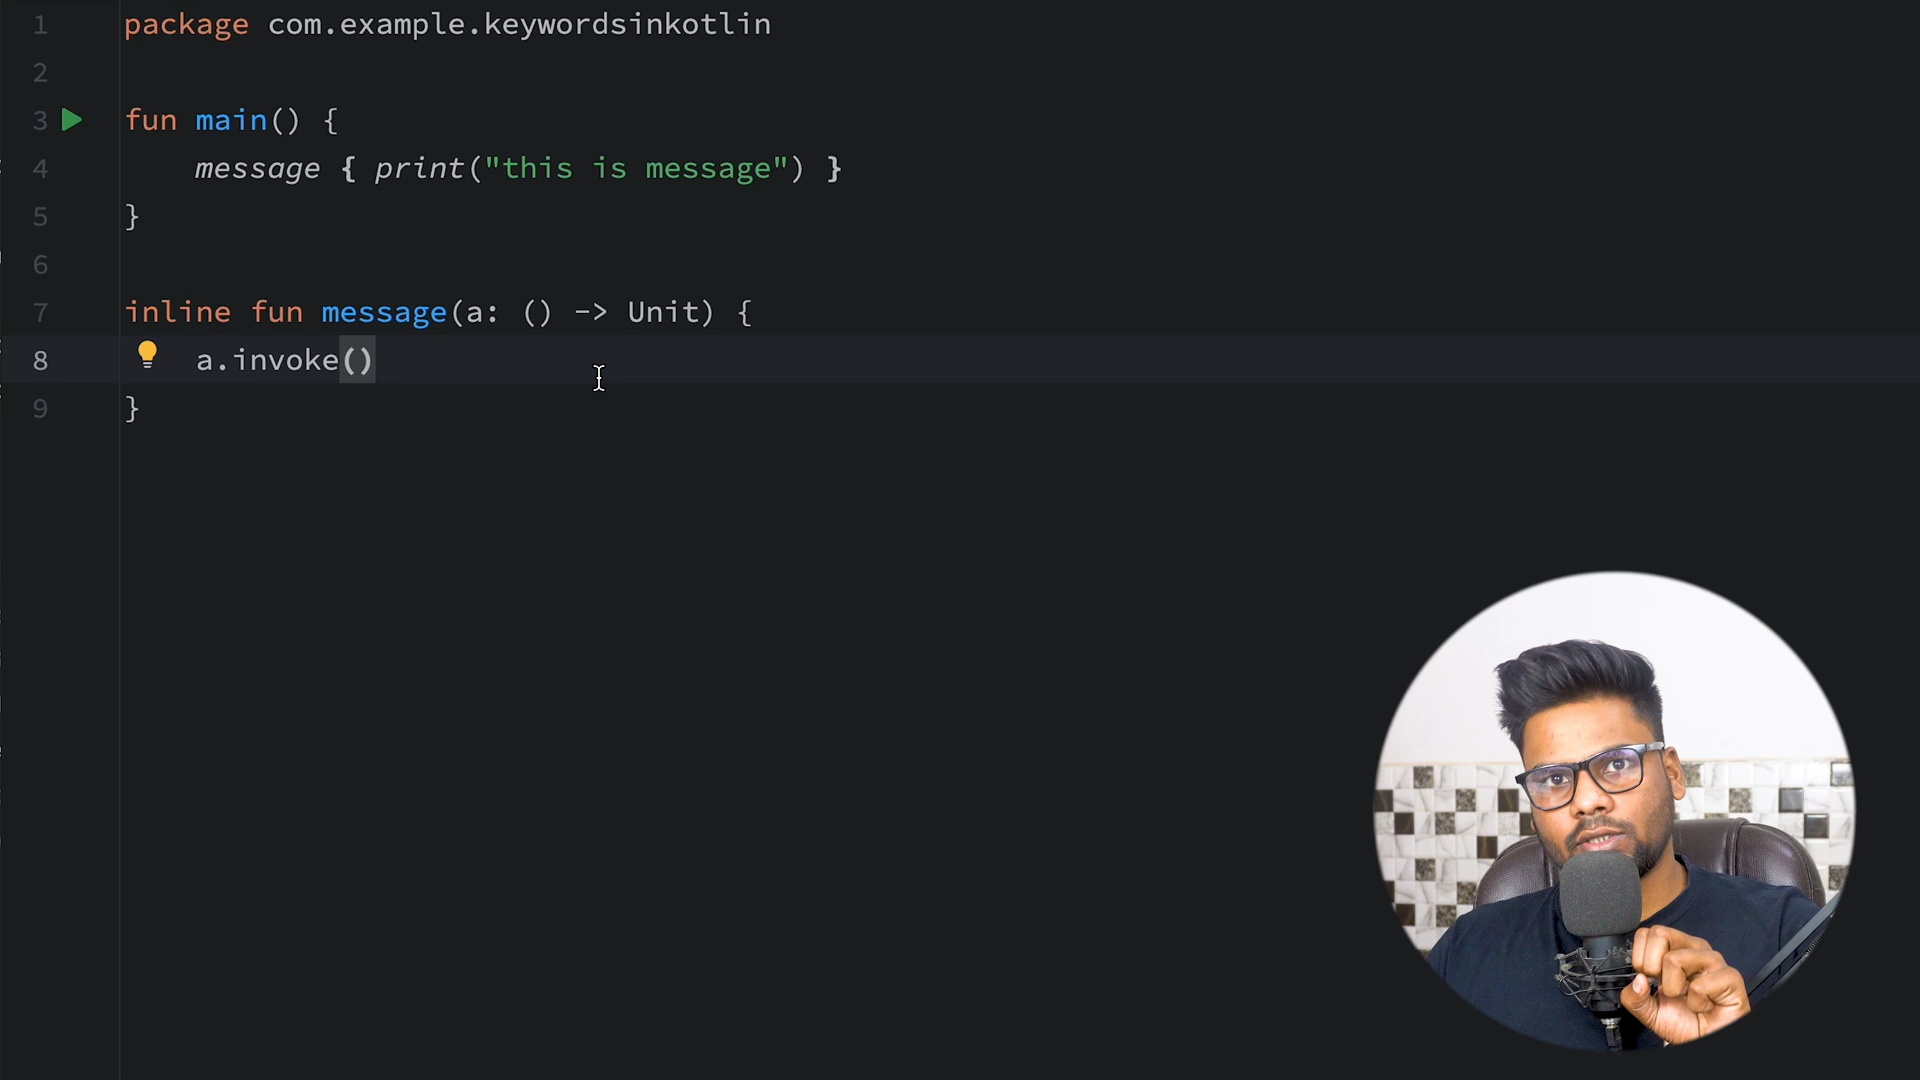 1 package com.example.keywordsinkotlin
2
3 fun main() {
4 message { print("this is message") }
5 }
6
7 inline fun message(a: () -> Unit) {
8 a.invoke()
9 }